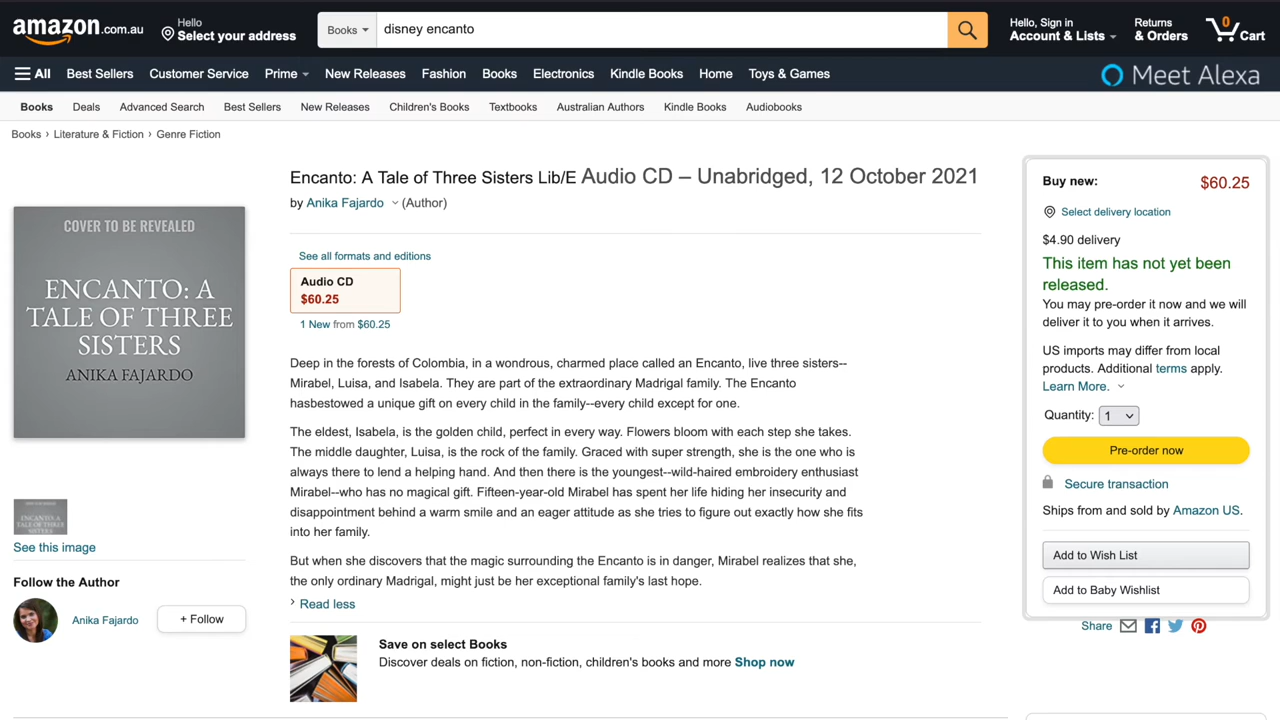 amazon.com.au
Hello
Select your address
Books
disney encanto
Hello, Sign in
Account & Lists
Returns
& Orders
0
Cart
All
Best Sellers
Customer Service
Prime
New Releases
Fashion
Books
Electronics
Kindle Books
Home
Toys & Games
Meet Alexa
Books
Deals
Advanced Search
Best Sellers
New Releases
Children's Books
Textbooks
Australian Authors
Kindle Books
Audiobooks
Books › Literature & Fiction › Genre Fiction
COVER TO BE REVEALED
ENCANTO: A
TALE OF THREE
SISTERS
ANIKA FAJARDO
ENCANTO: A
TALE OF THREE
SISTERS
See this image
Follow the Author
Anika Fajardo
+ Follow
Encanto: A Tale of Three Sisters Lib/E Audio CD – Unabridged, 12 October 2021
by Anika Fajardo (Author)
See all formats and editions
Audio CD
$60.25
1 New from $60.25
Deep in the forests of Colombia, in a wondrous, charmed place called an Encanto, live three sisters--
Mirabel, Luisa, and Isabela. They are part of the extraordinary Madrigal family. The Encanto
hasbestowed a unique gift on every child in the family--every child except for one.
The eldest, Isabela, is the golden child, perfect in every way. Flowers bloom with each step she takes.
The middle daughter, Luisa, is the rock of the family. Graced with super strength, she is the one who is
always there to lend a helping hand. And then there is the youngest--wild-haired embroidery enthusiast
Mirabel--who has no magical gift. Fifteen-year-old Mirabel has spent her life hiding her insecurity and
disappointment behind a warm smile and an eager attitude as she tries to figure out exactly how she fits
into her family.
But when she discovers that the magic surrounding the Encanto is in danger, Mirabel realizes that she,
the only ordinary Madrigal, might just be her exceptional family's last hope.
› Read less
Save on select Books
Discover deals on fiction, non-fiction, children's books and more Shop now
Buy new:
$60.25
Select delivery location
$4.90 delivery
This item has not yet been
released.
You may pre-order it now and we will
deliver it to you when it arrives.
US imports may differ from local
products. Additional terms apply.
Learn More.
Quantity: 1
Pre-order now
Secure transaction
Ships from and sold by Amazon US.
Add to Wish List
Add to Baby Wishlist
Share